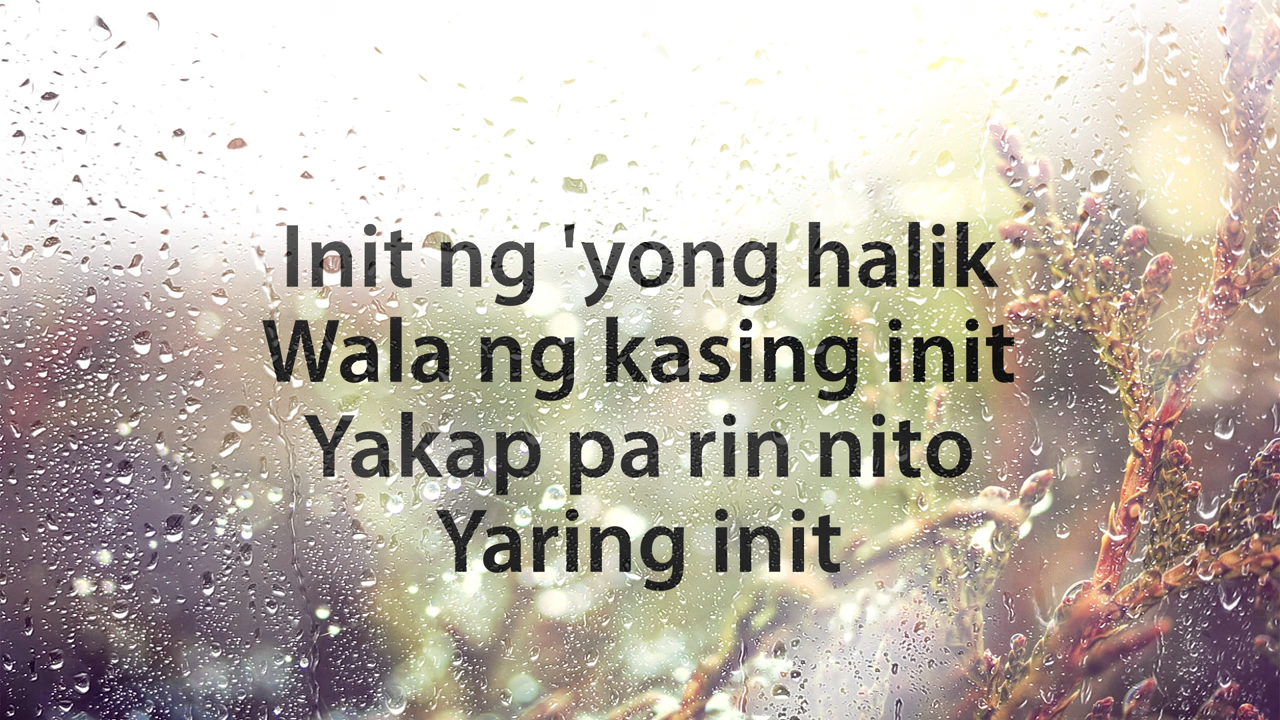 Init ng 'yong halik
Wala ng kasing init
Yakap pa rin nito
Yaring init